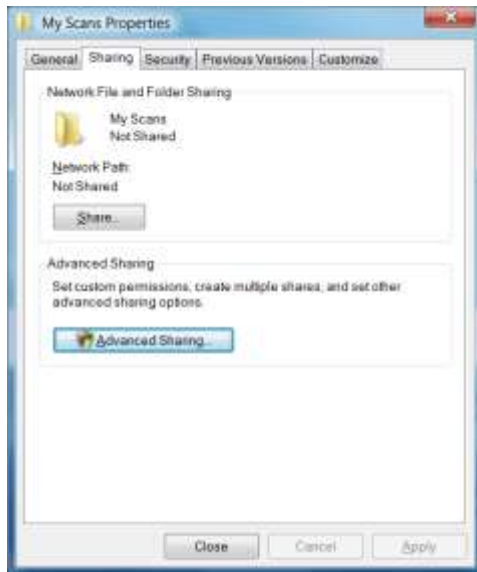 My Scans Properties
General Sharing Security Previous Versions Customize
Network File and Folder Sharing
My Scans
Not Shared
Network Path:
Not Shared
Share...
Advanced Sharing
Set custom permissions, create multiple shares, and set other
advanced sharing options.
Advanced Sharing...
Close Cancel Apply